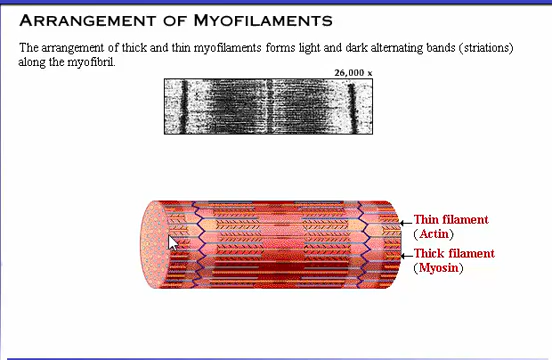 ARRANGEMENT OF MYOFILAMENTS
The arrangement of thick and thin myofilaments forms light and dark alternating bands (striations)
along the myofibril.
26,000 x
Thin filament
(Actin)
Thick filament
(Myosin)